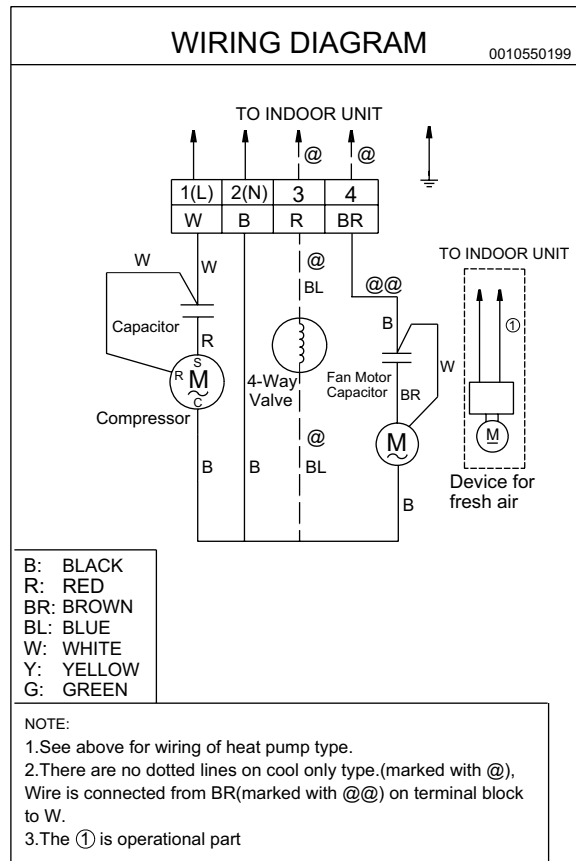 WIRING DIAGRAM
0010550199
TO INDOOR UNIT
@ @
1(L) 2(N) 3 4
W B R BR
TO INDOOR UNIT
W W @ @@
BL
①
B
Capacitor
R
W
S
R M
C
4-Way
Valve
Fan Motor
Capacitor
BR
Compressor
M
M
@
B B BL
Device for
fresh air
B
B: BLACK
R: RED
BR: BROWN
BL: BLUE
W: WHITE
Y: YELLOW
G: GREEN
NOTE:
1.See above for wiring of heat pump type.
2.There are no dotted lines on cool only type.(marked with @),
Wire is connected from BR(marked with @@) on terminal block
to W.
3.The ① is operational part